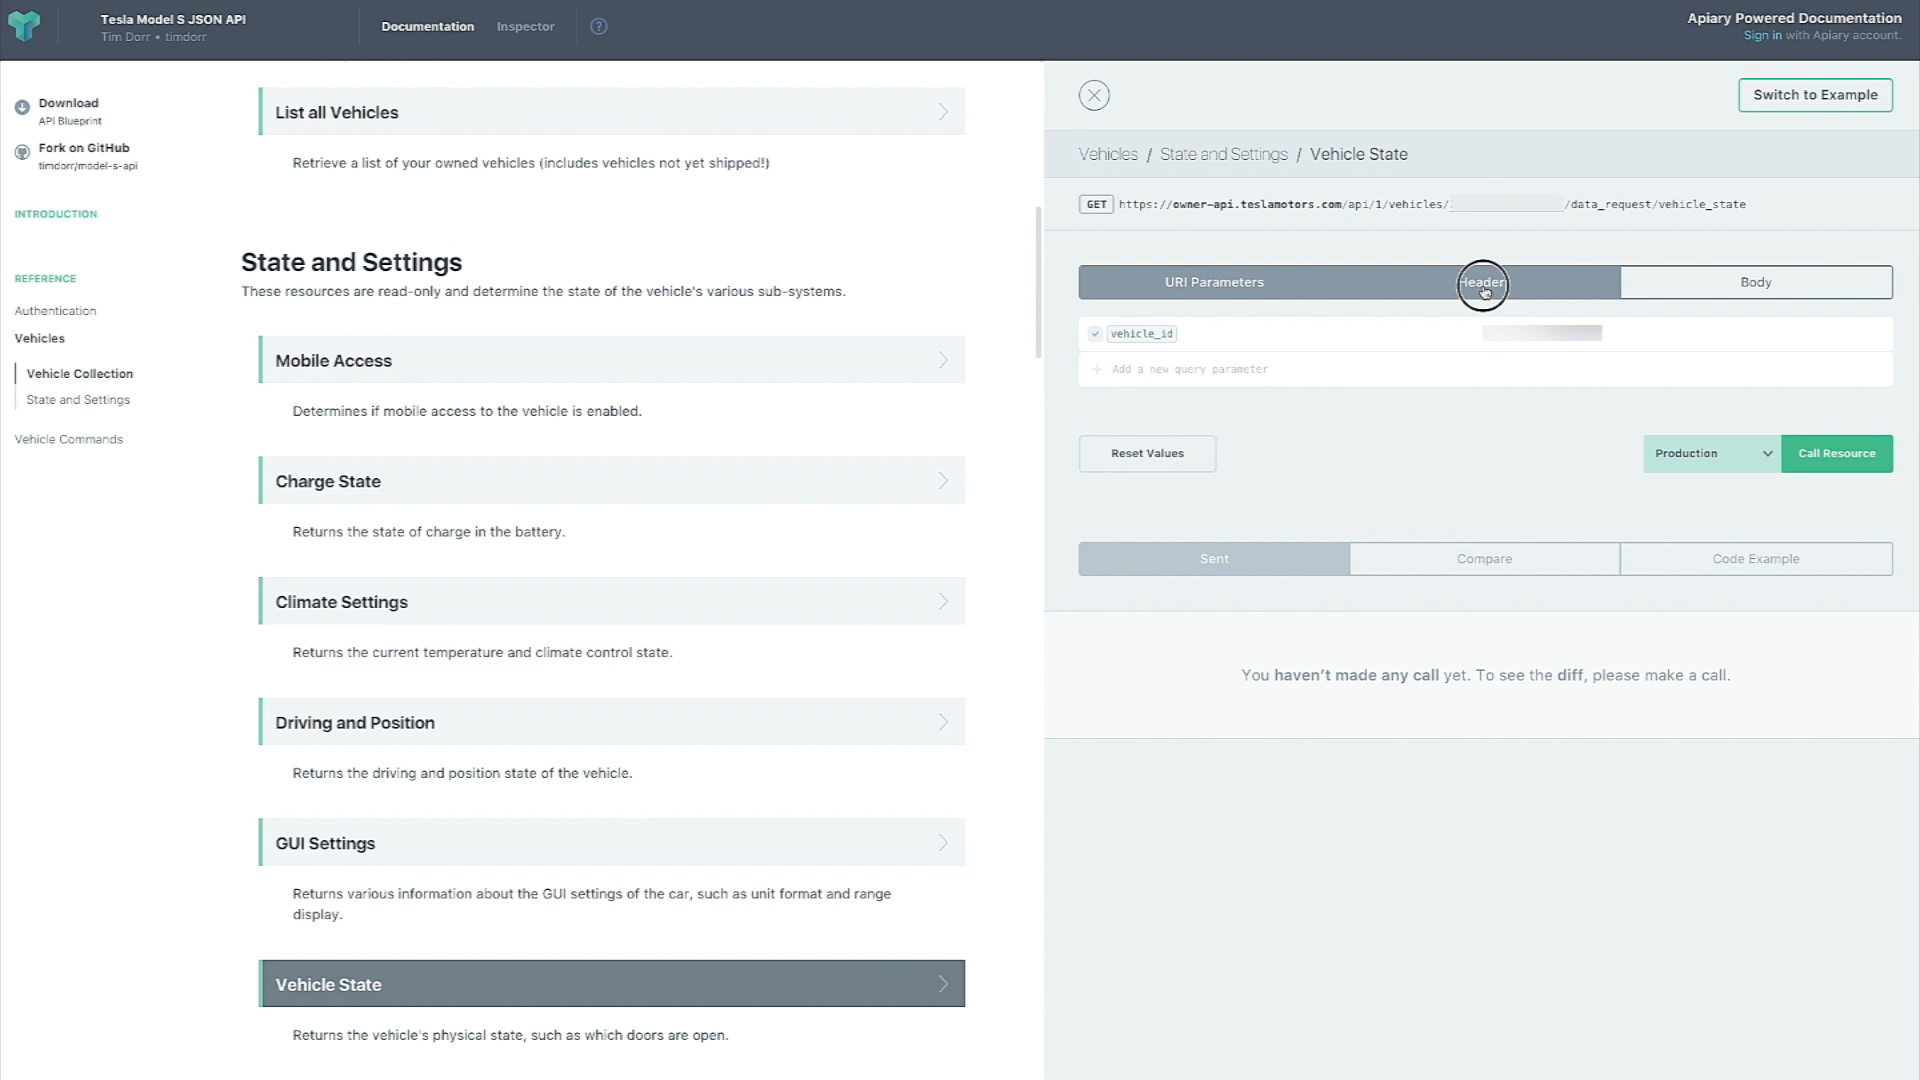 Tesla Model S JSON API
Tim Dorr • timdorr
Documentation
Inspector
?
Apiary Powered Documentation
Sign in with Apiary account.
Download
API Blueprint
Fork on GitHub
timdorr/model-s-api
INTRODUCTION
REFERENCE
Authentication
Vehicles
Vehicle Collection
State and Settings
Vehicle Commands
List all Vehicles
Retrieve a list of your owned vehicles (includes vehicles not yet shipped!)
State and Settings
These resources are read-only and determine the state of the vehicle's various sub-systems.
Mobile Access
Determines if mobile access to the vehicle is enabled.
Charge State
Returns the state of charge in the battery.
Climate Settings
Returns the current temperature and climate control state.
Driving and Position
Returns the driving and position state of the vehicle.
GUI Settings
Returns various information about the GUI settings of the car, such as unit format and range
display.
Vehicle State
Returns the vehicle's physical state, such as which doors are open.
Switch to Example
Vehicles / State and Settings / Vehicle State
GET https://owner-api.teslamotors.com/api/1/vehicles/ /data_request/vehicle_state
URI Parameters
Header
Body
vehicle_id
Add a new query parameter
Reset Values
Production
Call Resource
Sent
Compare
Code Example
You haven't made any call yet. To see the diff, please make a call.